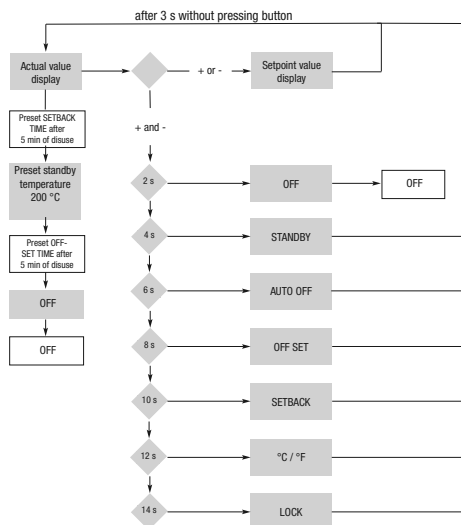 after 3 s without pressing button
Actual value
display
+ or -
Setpoint value
display
Preset SETBACK
TIME after
5 min of disuse
+ and -
Preset standby
temperature
200 °C
2 s
OFF
OFF
Preset OFF-
SET TIME after
5 min of disuse
4 s
STANDBY
OFF
6 s
AUTO OFF
OFF
8 s
OFF SET
10 s
SETBACK
12 s
°C / °F
14 s
LOCK